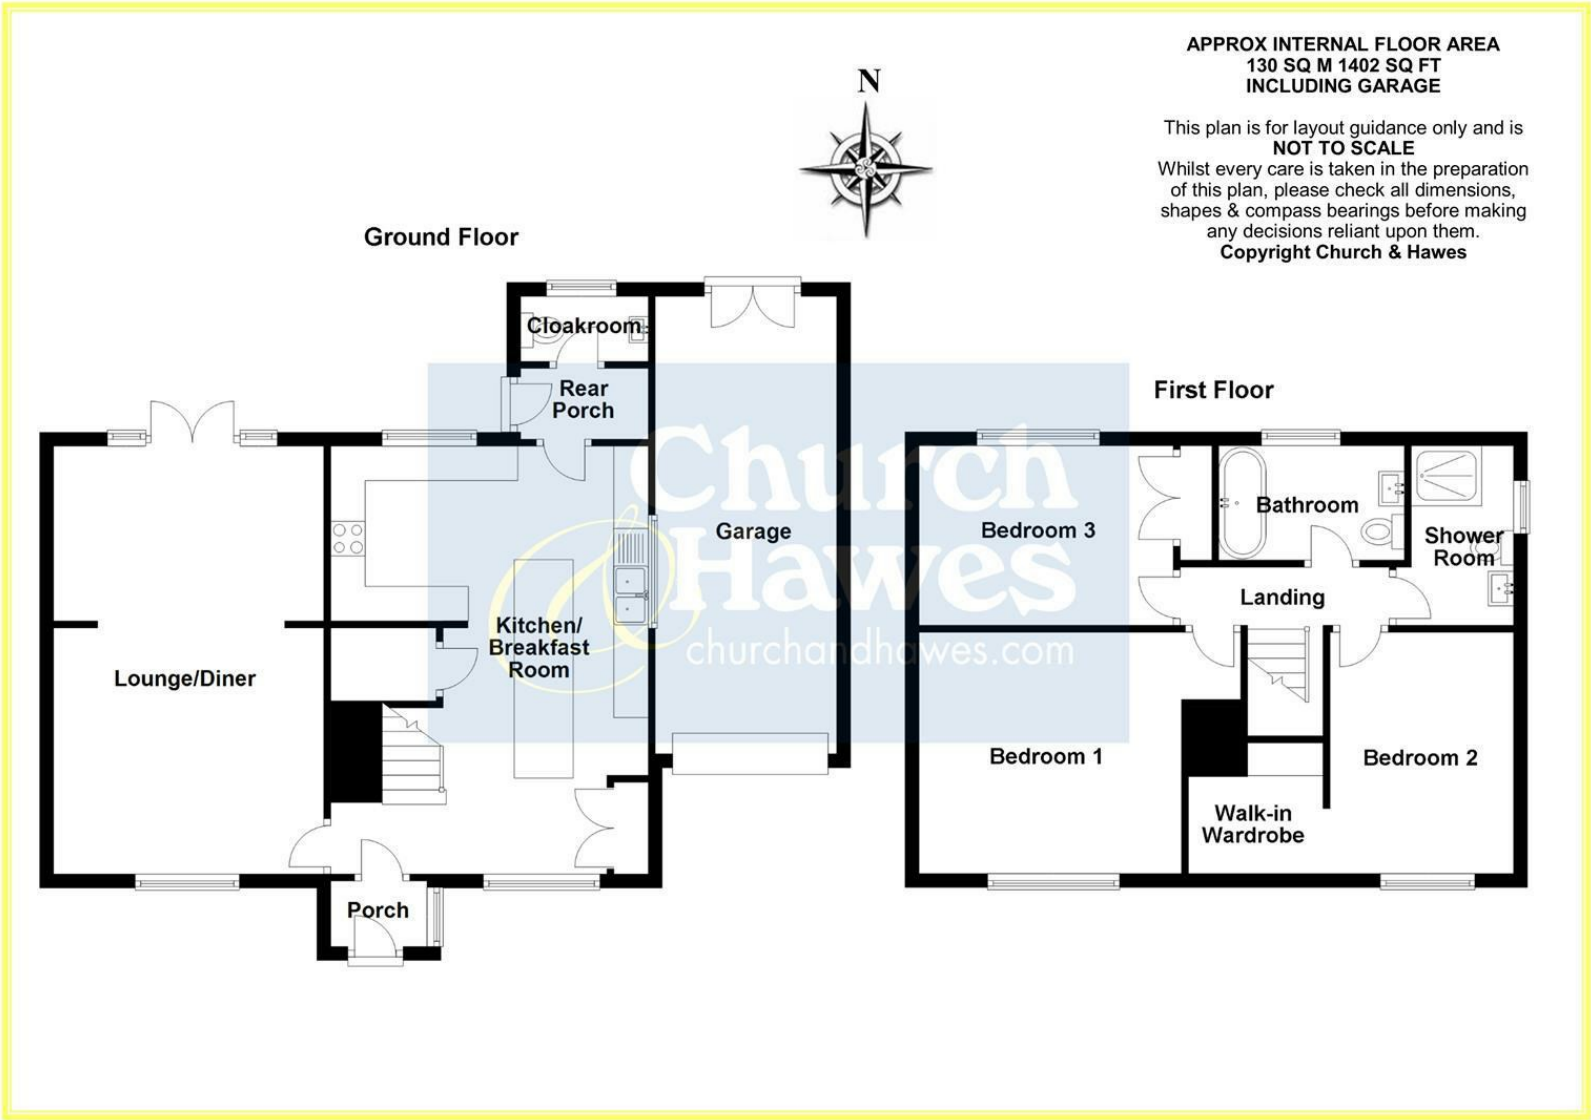 APPROX INTERNAL FLOOR AREA
130 SQ M 1402 SQ FT
INCLUDING GARAGE
This plan is for layout guidance only and is
NOT TO SCALE
Whilst every care is taken in the preparation
of this plan, please check all dimensions,
shapes & compass bearings before making
any decisions reliant upon them.
Copyright Church & Hawes
N
Ground Floor
Cloakroom
Rear
Porch
Garage
Kitchen/
Breakfast
Room
Lounge/Diner
Porch
First Floor
Bedroom 3
Bathroom
Shower
Room
Landing
Bedroom 1
Bedroom 2
Walk-in
Wardrobe
Church
& Hawes
churchandhawes.com